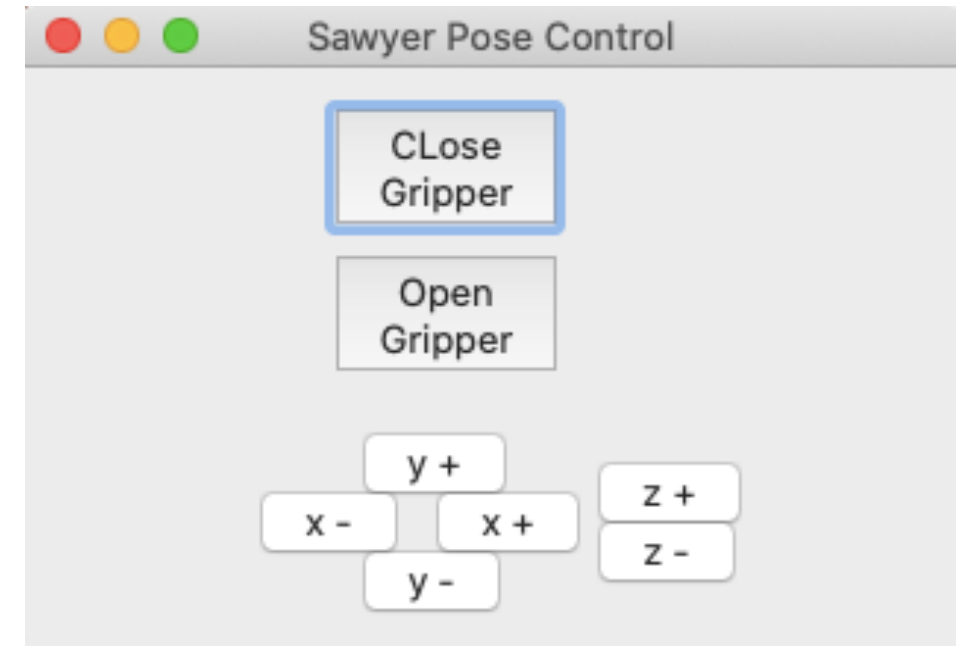 Sawyer Pose Control
CLose
Gripper
Open
Gripper
y +
x -
x +
y -
z +
z -